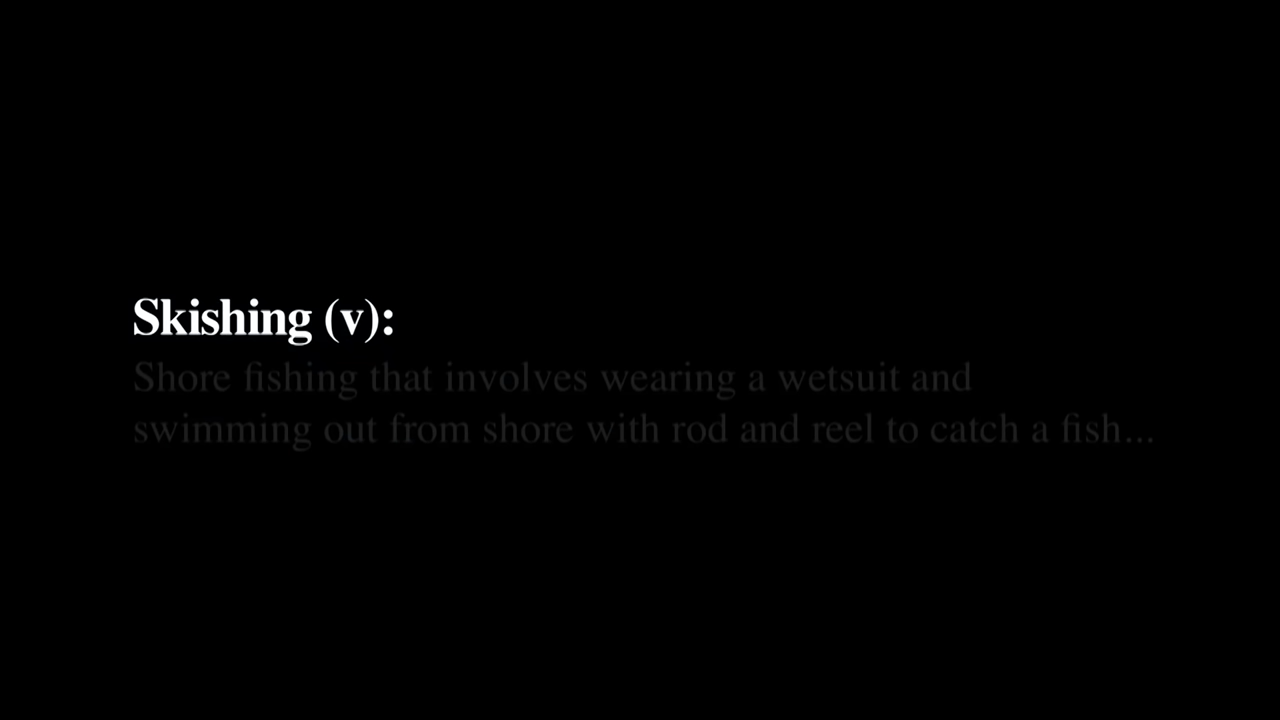 Skishing (v):
Shore fishing that involves wearing a wetsuit and
swimming out from shore with rod and reel to catch a fish...